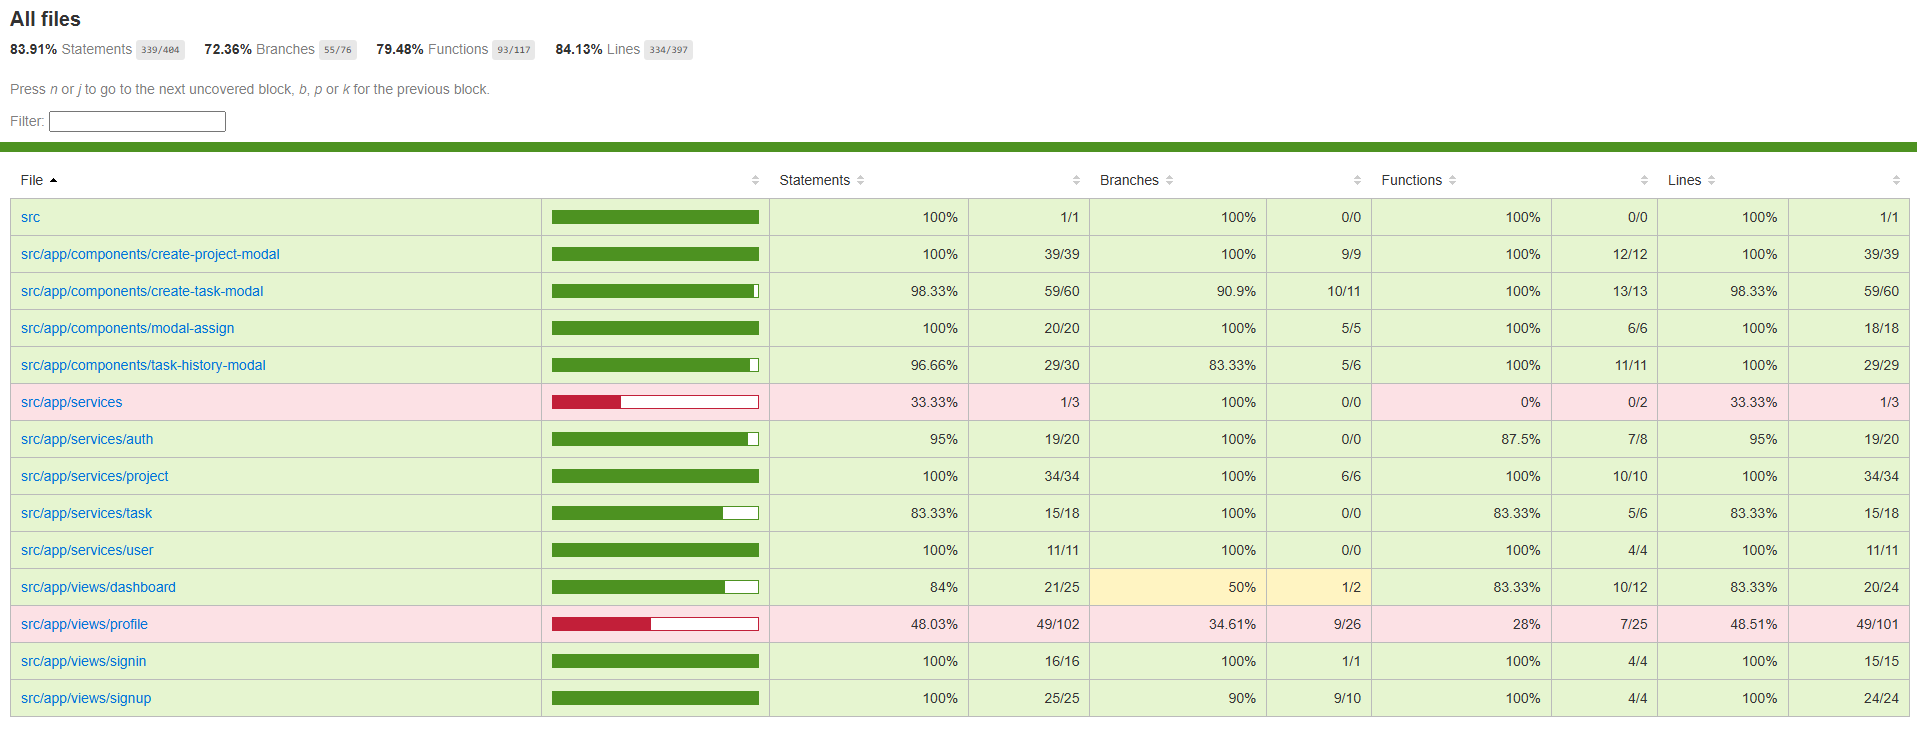 All files
83.91% Statements 339/404 72.36% Branches 55/76 79.48% Functions 93/117 84.13% Lines 334/397
Press n or j to go to the next uncovered block, b, p or k for the previous block.
Filter:
File Statements Branches Functions Lines
src 100% 1/1 100% 0/0 100% 0/0 100% 1/1
src/app/components/create-project-modal 100% 39/39 100% 9/9 100% 12/12 100% 39/39
src/app/components/create-task-modal 98.33% 59/60 90.9% 10/11 100% 13/13 98.33% 59/60
src/app/components/modal-assign 100% 20/20 100% 5/5 100% 6/6 100% 18/18
src/app/components/task-history-modal 96.66% 29/30 83.33% 5/6 100% 11/11 100% 29/29
src/app/services 33.33% 1/3 100% 0/0 0% 0/2 33.33% 1/3
src/app/services/auth 95% 19/20 100% 0/0 87.5% 7/8 95% 19/20
src/app/services/project 100% 34/34 100% 6/6 100% 10/10 100% 34/34
src/app/services/task 83.33% 15/18 100% 0/0 83.33% 5/6 83.33% 15/18
src/app/services/user 100% 11/11 100% 0/0 100% 4/4 100% 11/11
src/app/views/dashboard 84% 21/25 50% 1/2 83.33% 10/12 83.33% 20/24
src/app/views/profile 48.03% 49/102 34.61% 9/26 28% 7/25 48.51% 49/101
src/app/views/signin 100% 16/16 100% 1/1 100% 4/4 100% 15/15
src/app/views/signup 100% 25/25 90% 9/10 100% 4/4 100% 24/24